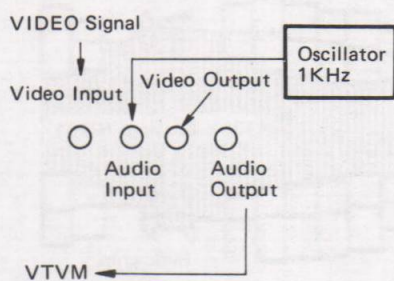 VIDEO Signal
Oscillator
1KHz
Video Output
Video Input
Audio
Input
Audio
Output
VTVM